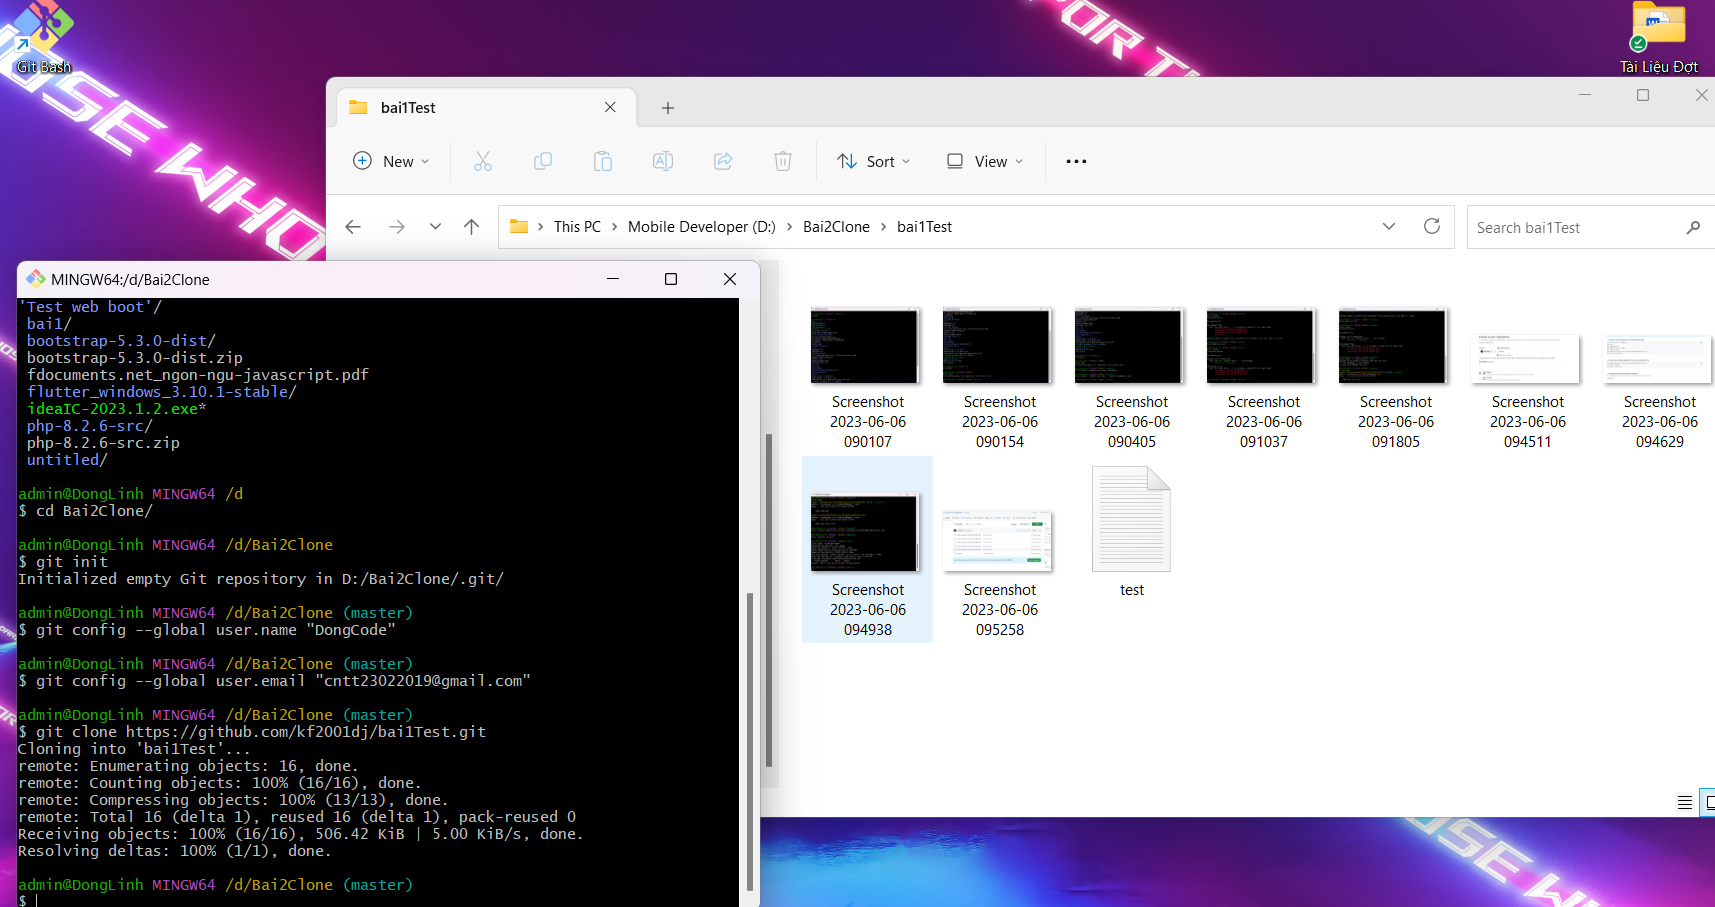 Git Bash
Tài Liệu Đợt
bai1Test
New
Sort
View
This PC
Mobile Developer (D:)
Bai2Clone
bai1Test
Search bai1Test
MINGW64:/d/Bai2Clone
'Test web boot'/
bai1/
bootstrap-5.3.0-dist/
bootstrap-5.3.0-dist.zip
fdocuments.net_ngon-ngu-javascript.pdf
flutter_windows_3.10.1-stable/
ideaIC-2023.1.2.exe*
php-8.2.6-src/
php-8.2.6-src.zip
untitled/
admin@DongLinh MINGW64 /d
$ cd Bai2Clone/
admin@DongLinh MINGW64 /d/Bai2Clone
$ git init
Initialized empty Git repository in D:/Bai2Clone/.git/
admin@DongLinh MINGW64 /d/Bai2Clone (master)
$ git config --global user.name "DongCode"
admin@DongLinh MINGW64 /d/Bai2Clone (master)
$ git config --global user.email "cntt23022019@gmail.com"
admin@DongLinh MINGW64 /d/Bai2Clone (master)
$ git clone https://github.com/kf2001dj/bai1Test.git
Cloning into 'bai1Test'...
remote: Enumerating objects: 16, done.
remote: Counting objects: 100% (16/16), done.
remote: Compressing objects: 100% (13/13), done.
remote: Total 16 (delta 1), reused 16 (delta 1), pack-reused 0
Receiving objects: 100% (16/16), 506.42 KiB | 5.00 KiB/s, done.
Resolving deltas: 100% (1/1), done.
admin@DongLinh MINGW64 /d/Bai2Clone (master)
$
Screenshot
2023-06-06
090107
Screenshot
2023-06-06
090154
Screenshot
2023-06-06
090405
Screenshot
2023-06-06
091037
Screenshot
2023-06-06
091805
Screenshot
2023-06-06
094511
Screenshot
2023-06-06
094629
Screenshot
2023-06-06
094938
Screenshot
2023-06-06
095258
test